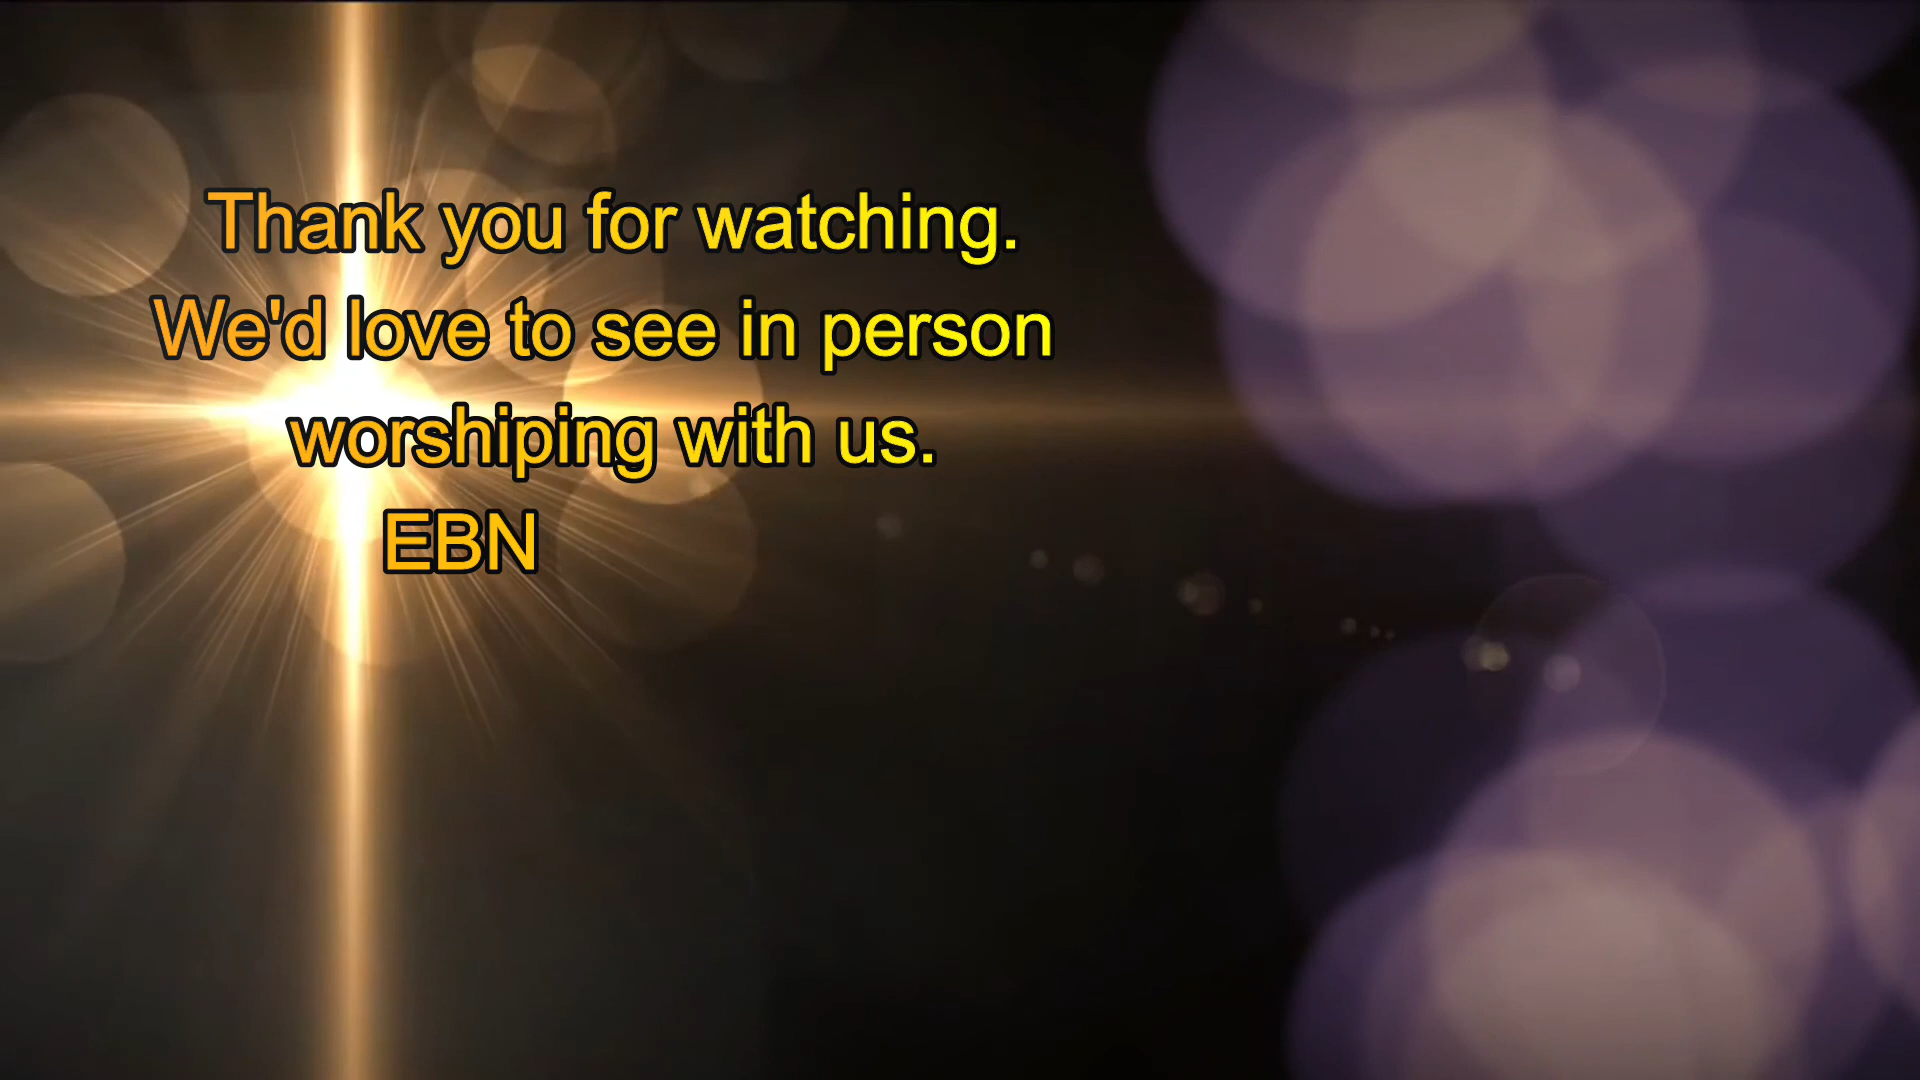 Thank you for watching.
We'd love to see in person
worshiping with us.
EBN